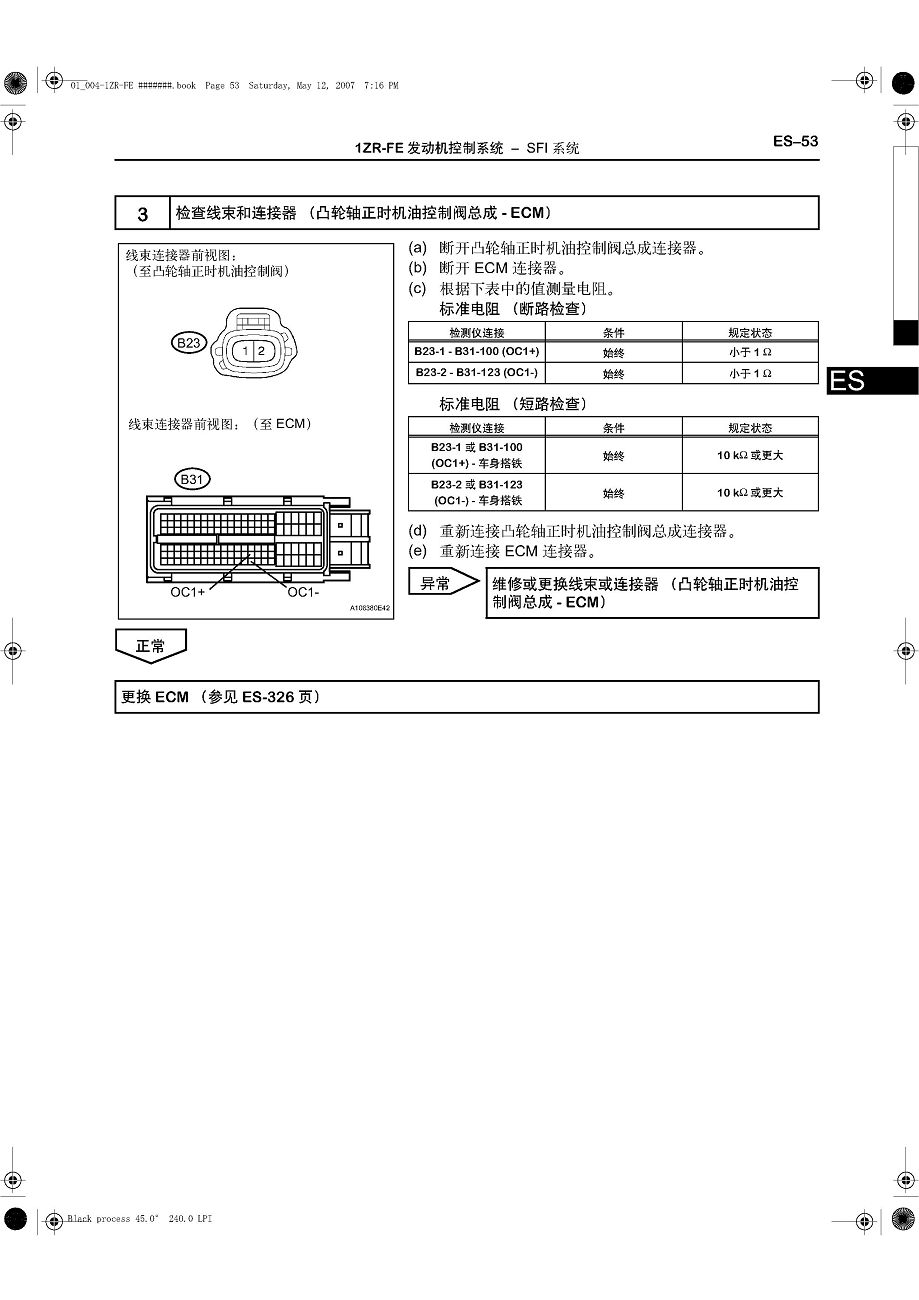 01_004-1ZR-FE #######.book Page 53 Saturday, May 12, 2007 7:16 PM
1ZR-FE 发动机控制系统 – SFI 系统
ES–53
3
检查线束和连接器 （凸轮轴正时机油控制阀总成 - ECM）
线束连接器前视图：
（至凸轮轴正时机油控制阀）
B23
1 2
线束连接器前视图：（至 ECM）
B31
OC1+
OC1-
A108380E42
(a) 断开凸轮轴正时机油控制阀总成连接器。
(b) 断开 ECM 连接器。
(c) 根据下表中的值测量电阻。
标准电阻 （断路检查）
检测仪连接 条件 规定状态
B23-1 - B31-100 (OC1+) 始终 小于 1 Ω
B23-2 - B31-123 (OC1-) 始终 小于 1 Ω
标准电阻 （短路检查）
检测仪连接 条件 规定状态
B23-1 或 B31-100
(OC1+) - 车身搭铁
始终
10 kΩ 或更大
B23-2 或 B31-123
(OC1-) - 车身搭铁
始终
10 kΩ 或更大
(d) 重新连接凸轮轴正时机油控制阀总成连接器。
(e) 重新连接 ECM 连接器。
异常
维修或更换线束或连接器 （凸轮轴正时机油控
制阀总成 - ECM）
正常
更换 ECM （参见 ES-326 页）
ES
Black process 45.0° 240.0 LPI